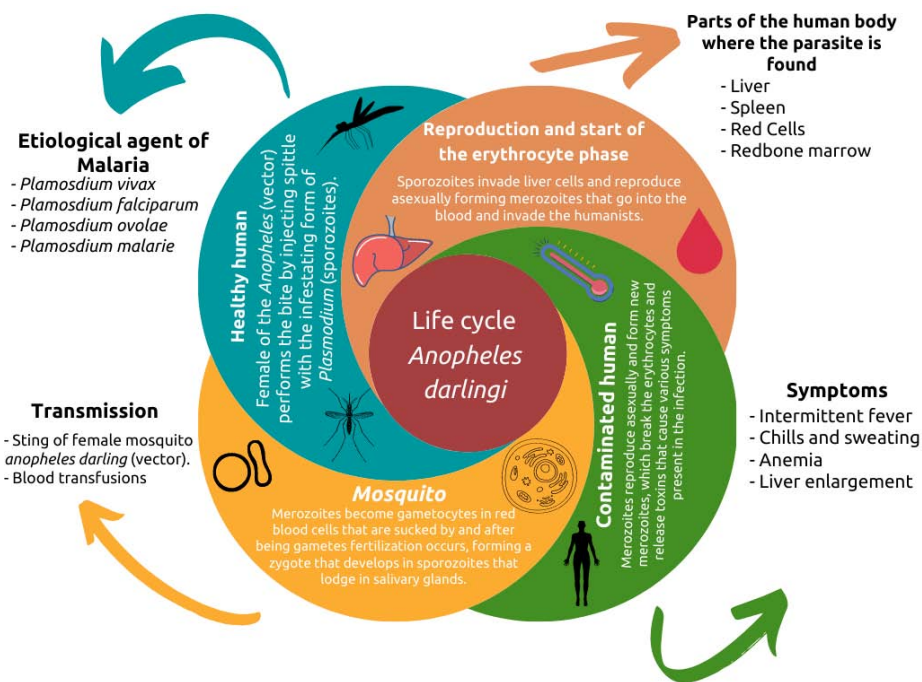 Etiological agent of
Malaria
- Plamosdium vivax
- Plamosdium falciparum
- Plamosdium ovolae
- Plamosdium malarie
Healthy human
Female of the Anopheles (vector)
performs the bite by injecting spittle
with the infestating form of
Plasmodium (sporozoites).
Reproduction and start of
the erythrocyte phase
Sporozoites invade liver cells and reproduce
asexually forming merozoites that go into the
blood and invade the humanists.
Parts of the human body
where the parasite is
found
- Liver
- Spleen
- Red Cells
- Redbone marrow
Life cycle
Anopheles
darlingi
Contaminated human
Merozoites reproduce asexually and form new
merozoites, which break the erythrocytes and
release toxins that cause various symptoms
present in the infection.
Symptoms
- Intermittent fever
- Chills and sweating
- Anemia
- Liver enlargement
Mosquito
Merozoites become gametocytes in red
blood cells that are sucked by and after
being gametes fertilization occurs, forming a
zygote that develops in sporozoites that
lodge in salivary glands.
Transmission
- Sting of female mosquito
anopheles darling (vector).
- Blood transfusions